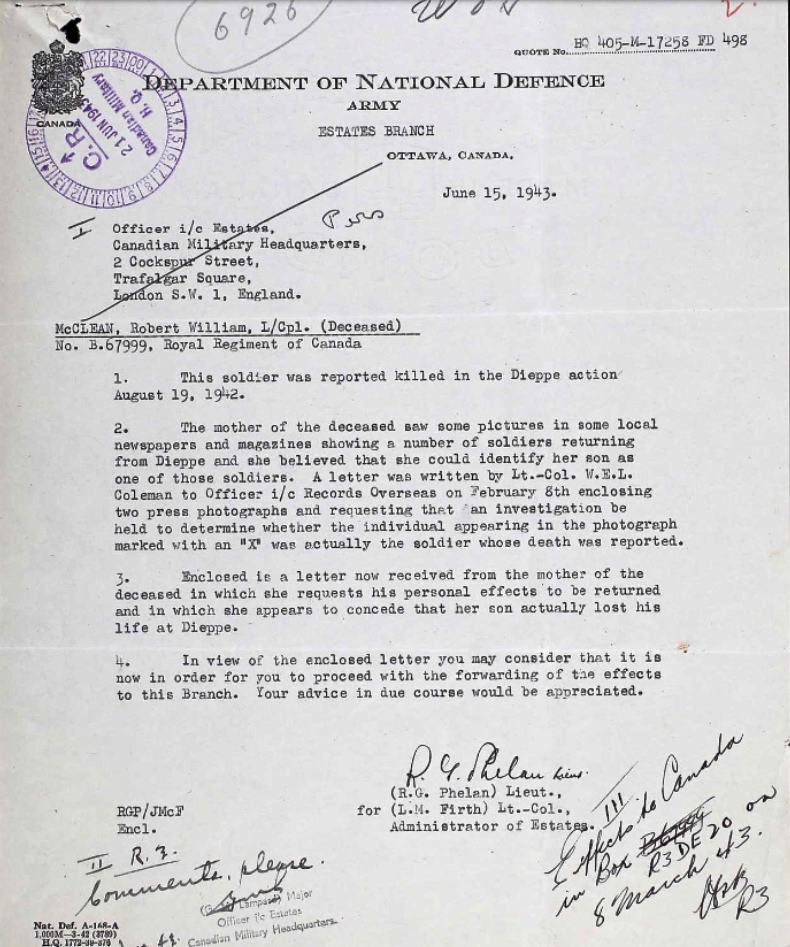 6926
2.
QUOTE No. HQ 405-M-17258 FD 498
DEPARTMENT OF NATIONAL DEFENCE
ARMY
CANADA
ESTATES BRANCH
OTTAWA, CANADA.
C.R
21 JUN 1943
Canadian Military
H.Q.
June 15, 1943.
I
Officer i/c Estates,
Canadian Military Headquarters,
2 Cockspur Street,
Trafalgar Square,
London S.W. 1, England.
McCLEAN, Robert William, L/Cpl. (Deceased)
No. B.67999, Royal Regiment of Canada
1. This soldier was reported killed in the Dieppe action
August 19, 1942.
2. The mother of the deceased saw some pictures in some local
newspapers and magazines showing a number of soldiers returning
from Dieppe and she believed that she could identify her son as
one of those soldiers. A letter was written by Lt.-Col. W.E.L.
Coleman to Officer i/c Records Overseas on February 8th enclosing
two press photographs and requesting that an investigation be
held to determine whether the individual appearing in the photograph
marked with an "X" was actually the soldier whose death was reported.
3. Enclosed is a letter now received from the mother of the
deceased in which she requests his personal effects to be returned
and in which she appears to concede that her son actually lost his
life at Dieppe.
4. In view of the enclosed letter you may consider that it is
now in order for you to proceed with the forwarding of the effects
to this Branch. Your advice in due course would be appreciated.
R. G. Phelan Lieut.
(R.G. Phelan) Lieut.,
for (L.M. Firth) Lt.-Col.,
Administrator of Estates.
RGP/JMcF
Encl.
II R.3.
Comments, please.
Major
Officer i/c Estates
Canadian Military Headquarters.
III
Effects to Canada
in Box
R3DE20 on
8 March 43.
R3
Nat. Def. A-168-A
1,000M-3-42 (3789)
H.Q. 1772-39-376